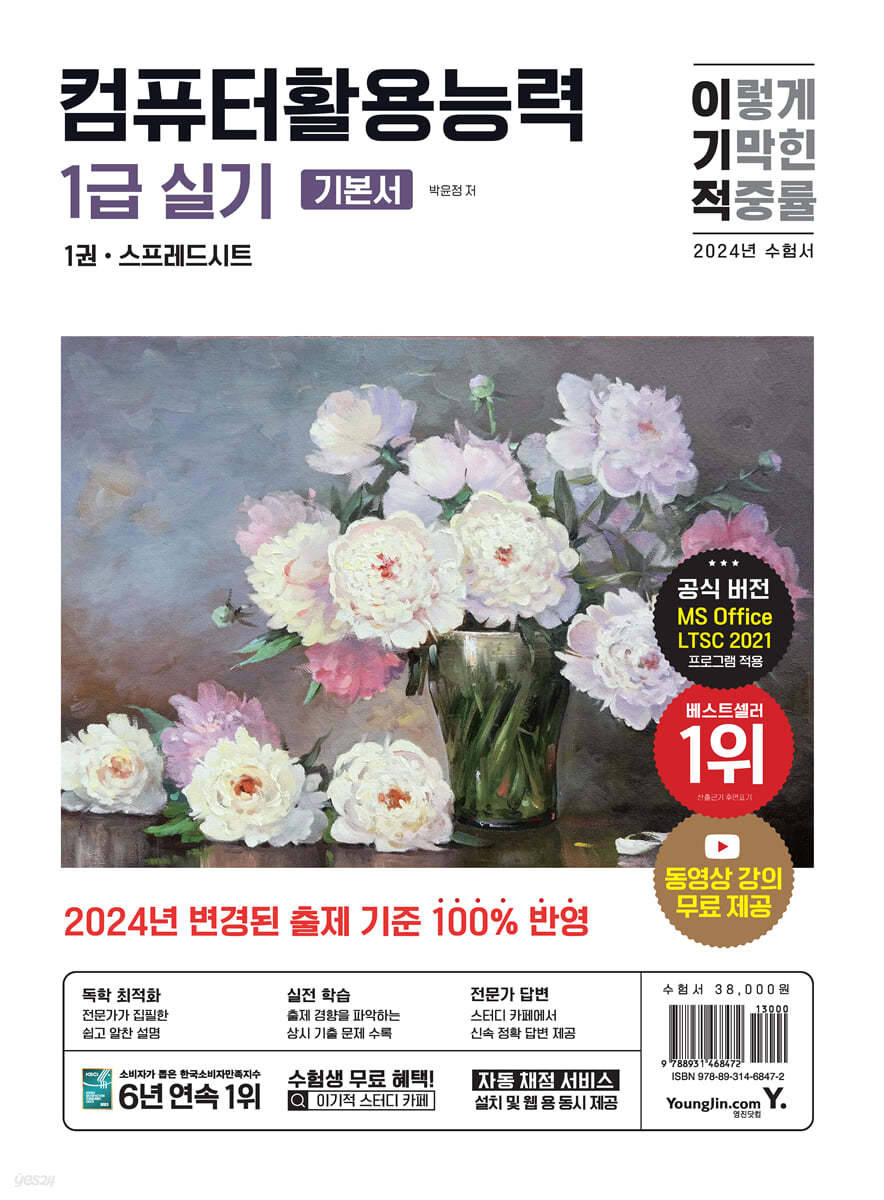 컴퓨터활용능력
1급 실기 기본서 박윤정 저
1권 • 스프레드시트
이렇게
기막힌
적중률
2024년 수험서
공식 버전
MS Office
LTSC 2021
프로그램 적용
베스트셀러
1위
산출근거 후면표기
동영상 강의
무료 제공
2024년 변경된 출제 기준 100% 반영
독학 최적화
전문가가 집필한
쉽고 알찬 설명
실전 학습
출제 경향을 파악하는
상시 기출 문제 수록
전문가 답변
스터디 카페에서
신속 정확 답변 제공
수험서 38,000원
13000
9 788931 468472
ISBN 978-89-314-6847-2
YoungJin.com Y.
영진닷컴
KSCI
소비자가 뽑은 한국소비자만족지수
6년 연속 1위
수험생 무료 혜택!
이기적 스터디 카페
자동 채점 서비스
설치 및 웹 용 동시 제공
yes24